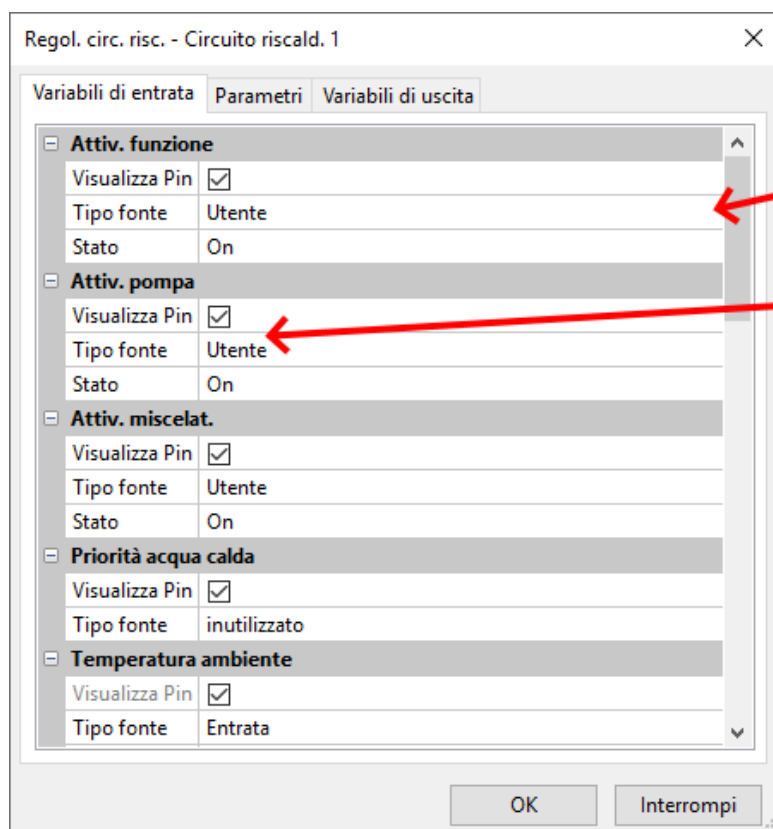 Regol. circ. risc. - Circuito riscald. 1
Variabili di entrata Parametri Variabili di uscita
Attiv. funzione
Visualizza Pin
Tipo fonte Utente
Stato On
Attiv. pompa
Visualizza Pin
Tipo fonte Utente
Stato On
Attiv. miscelat.
Visualizza Pin
Tipo fonte Utente
Stato On
Priorità acqua calda
Visualizza Pin
Tipo fonte inutilizzato
Temperatura ambiente
Visualizza Pin
Tipo fonte Entrata
OK Interrompi